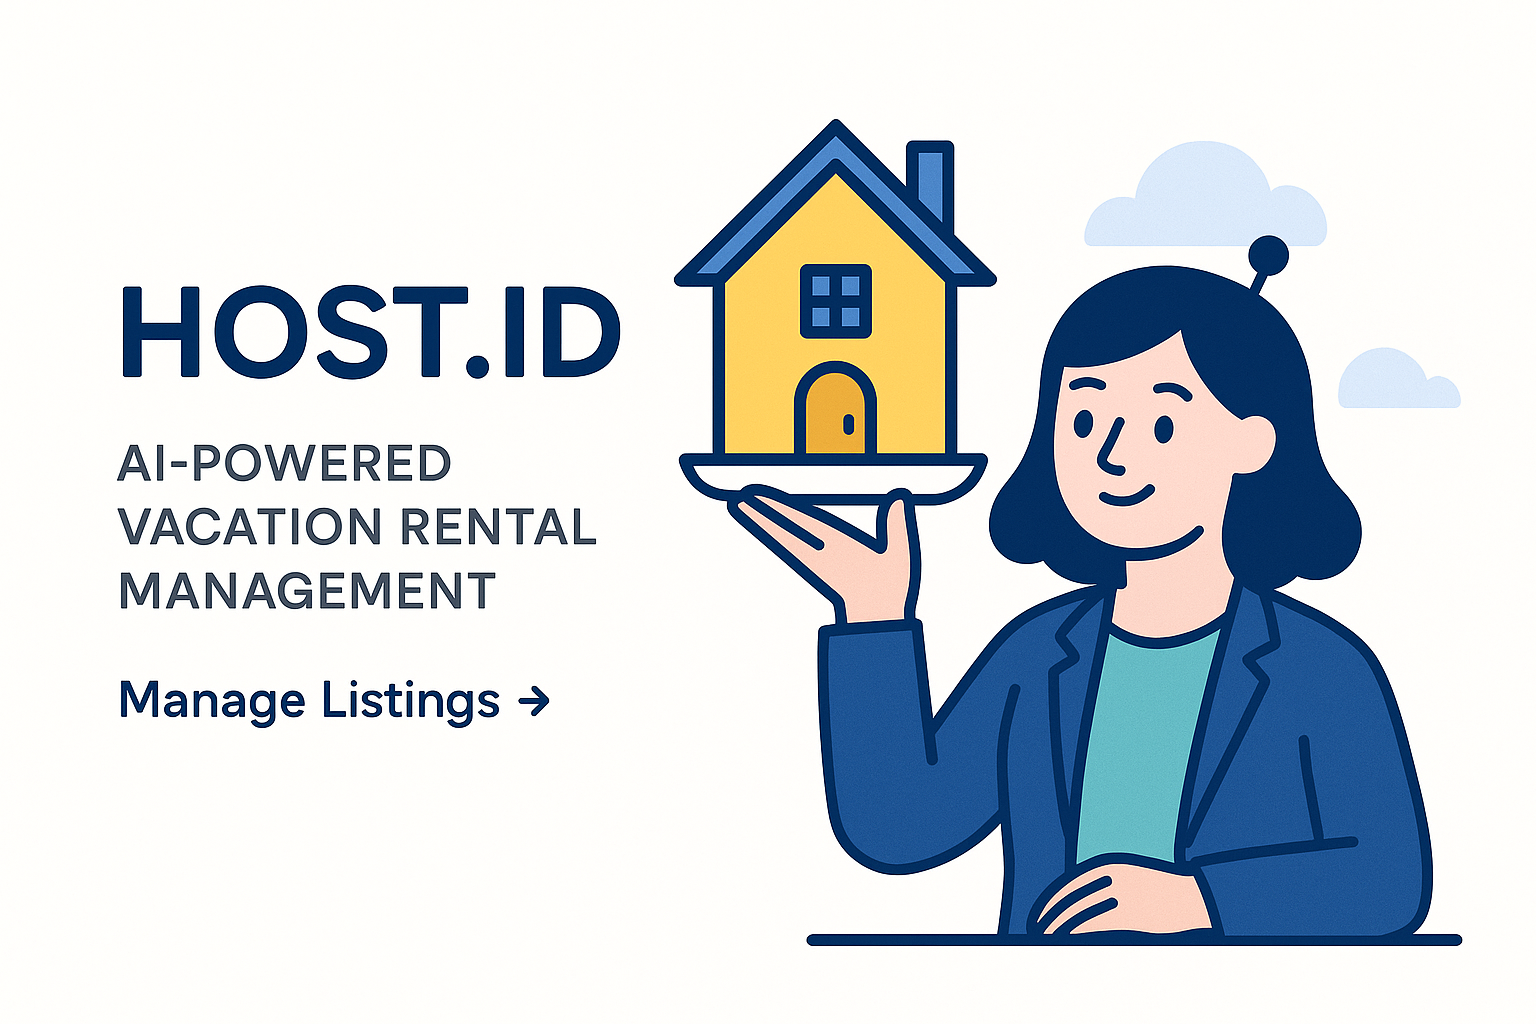 HOST.ID
AI-POWERED
VACATION RENTAL
MANAGEMENT
Manage Listings →